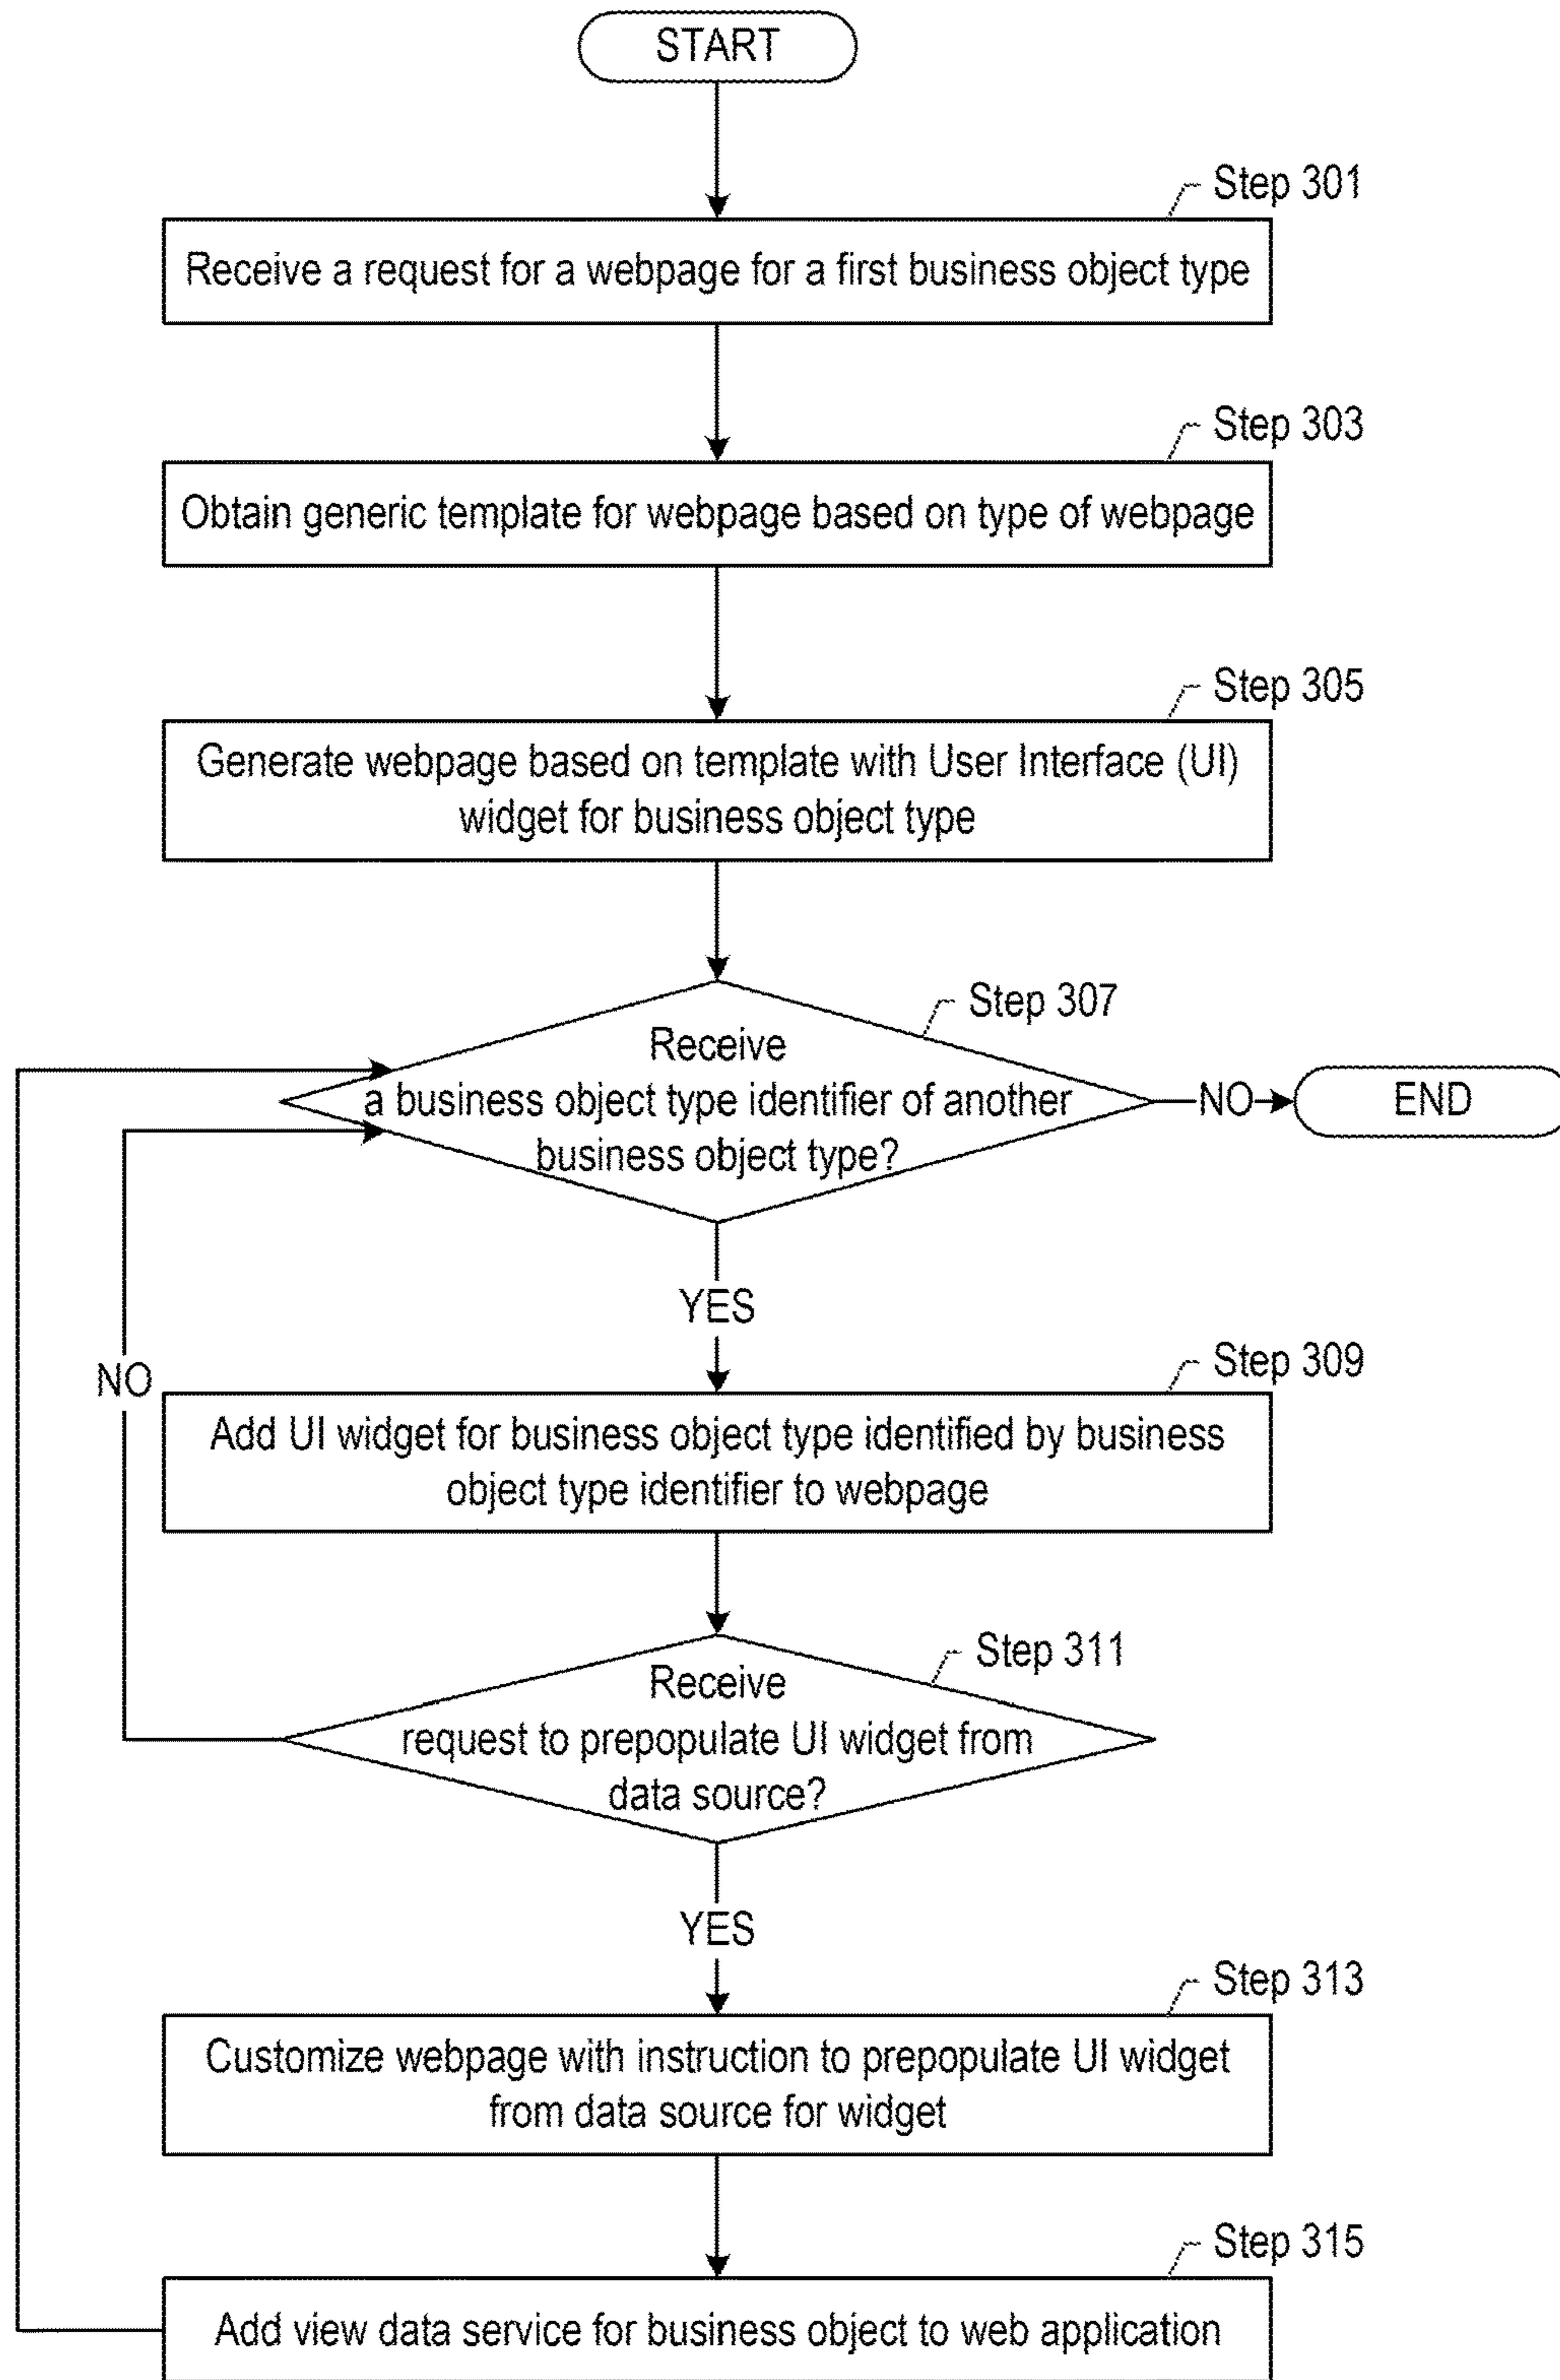 START
Step 301
Receive a request for a webpage for a first business object type
Step 303
Obtain generic template for webpage based on type of webpage
Step 305
Generate webpage based on template with User Interface (UI)
widget for business object type
Step 307
Receive
a business object type identifier of another
business object type?
NO
END
YES
Step 309
NO
Add UI widget for business object type identified by business
object type identifier to webpage
Step 311
Receive
request to prepopulate UI widget from
data source?
YES
Step 313
Customize webpage with instruction to prepopulate UI widget
from data source for widget
Step 315
Add view data service for business object to web application